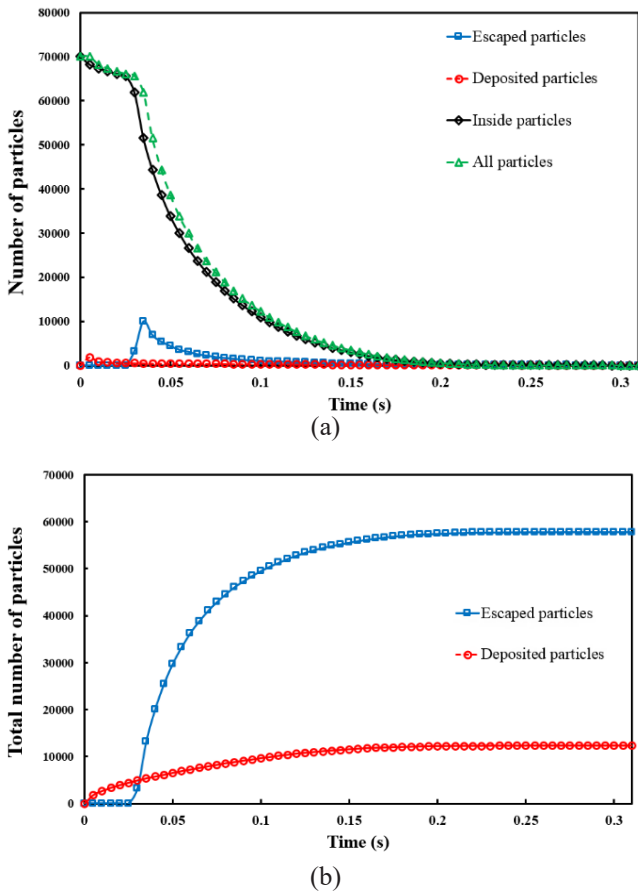 80000
70000
60000
50000
40000
30000
20000
10000
0
Number of particles
Escaped particles
Deposited particles
Inside particles
All particles
0 0.05 0.1 0.15 0.2 0.25 0.3
Time (s)
(a)
70000
60000
50000
40000
30000
20000
10000
0
Total number of particles
Escaped particles
Deposited particles
0 0.05 0.1 0.15 0.2 0.25 0.3
Time (s)
(b)